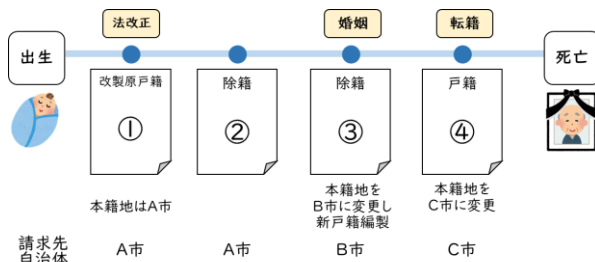 法改正
婚姻
転籍
出生
死亡
改製原戸籍
除籍
除籍
戸籍
①
②
③
④
本籍地はA市
本籍地を
B市に変更し
新戸籍編製
本籍地を
C市に変更
請求先
自治体
A市
A市
B市
C市